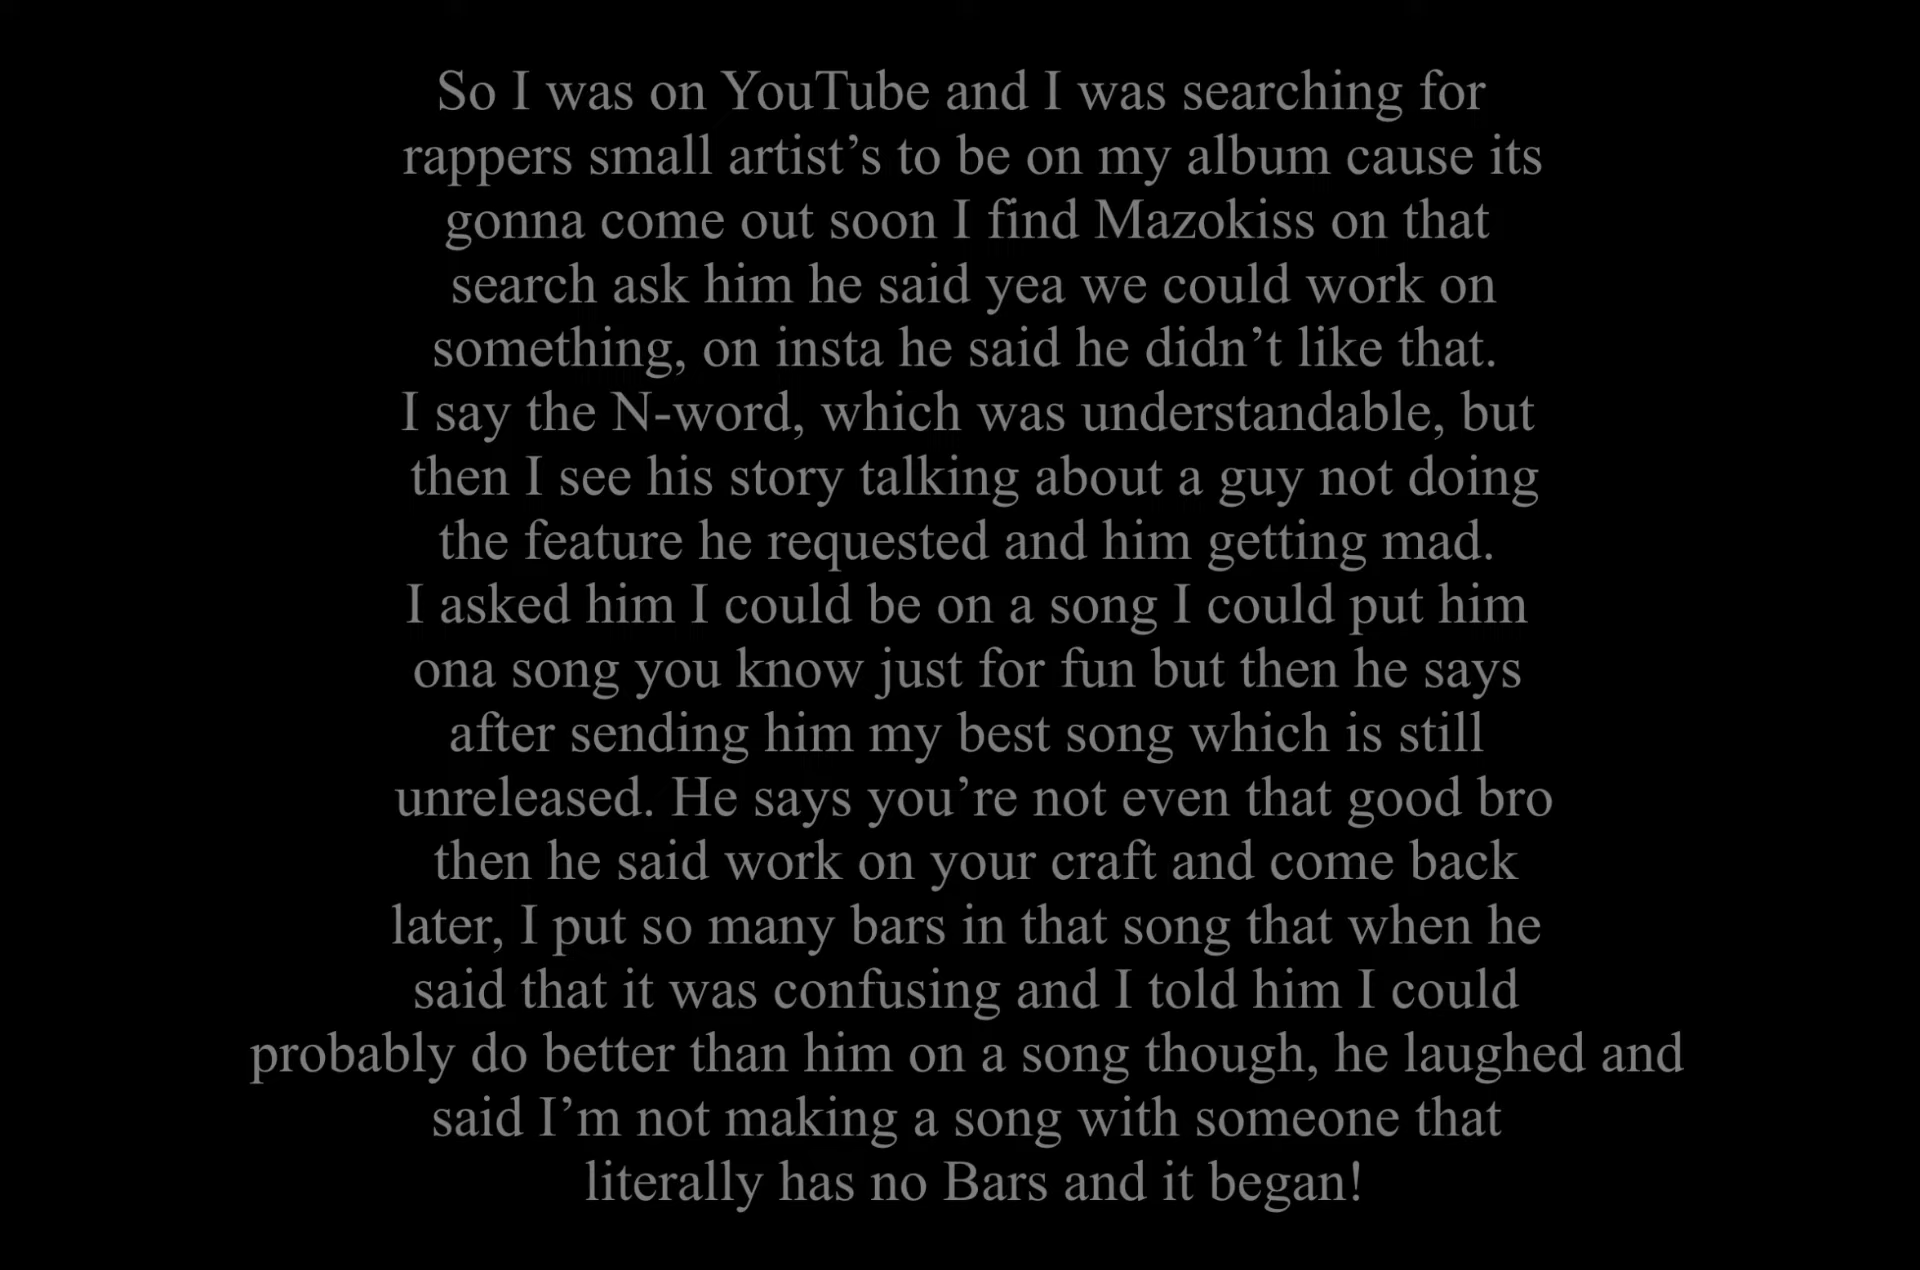 So I was on YouTube and I was searching for
rappers small artist’s to be on my album cause its
gonna come out soon I find Mazokiss on that
search ask him he said yea we could work on
something, on insta he said he didn’t like that.
I say the N-word, which was understandable, but
then I see his story talking about a guy not doing
the feature he requested and him getting mad.
I asked him I could be on a song I could put him
ona song you know just for fun but then he says
after sending him my best song which is still
unreleased. He says you’re not even that good bro
then he said work on your craft and come back
later, I put so many bars in that song that when he
said that it was confusing and I told him I could
probably do better than him on a song though, he laughed and
said I’m not making a song with someone that
literally has no Bars and it began!